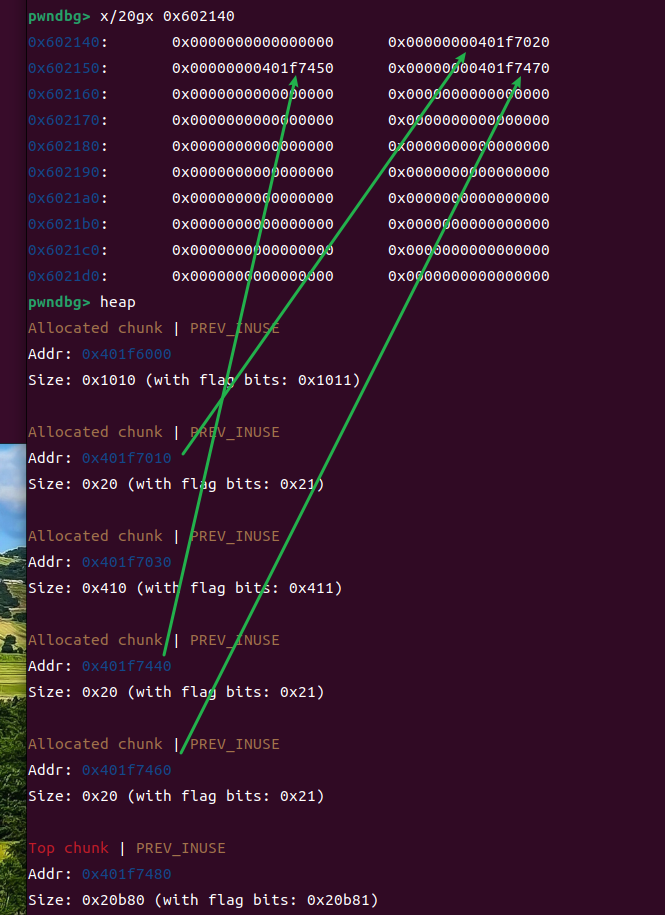 pwndbg> x/20gx 0x602140
0x602140: 0x0000000000000000 0x00000000401f7020
0x602150: 0x00000000401f7450 0x00000000401f7470
0x602160: 0x0000000000000000 0x0000000000000000
0x602170: 0x0000000000000000 0x0000000000000000
0x602180: 0x0000000000000000 0x0000000000000000
0x602190: 0x0000000000000000 0x0000000000000000
0x6021a0: 0x0000000000000000 0x0000000000000000
0x6021b0: 0x0000000000000000 0x0000000000000000
0x6021c0: 0x0000000000000000 0x0000000000000000
0x6021d0: 0x0000000000000000 0x0000000000000000
pwndbg> heap
Allocated chunk | PREV_INUSE
Addr: 0x401f6000
Size: 0x1010 (with flag bits: 0x1011)
Allocated chunk | PREV_INUSE
Addr: 0x401f7010
Size: 0x20 (with flag bits: 0x21)
Allocated chunk | PREV_INUSE
Addr: 0x401f7030
Size: 0x410 (with flag bits: 0x411)
Allocated chunk | PREV_INUSE
Addr: 0x401f7440
Size: 0x20 (with flag bits: 0x21)
Allocated chunk | PREV_INUSE
Addr: 0x401f7460
Size: 0x20 (with flag bits: 0x21)
Top chunk | PREV_INUSE
Addr: 0x401f7480
Size: 0x20b80 (with flag bits: 0x20b81)